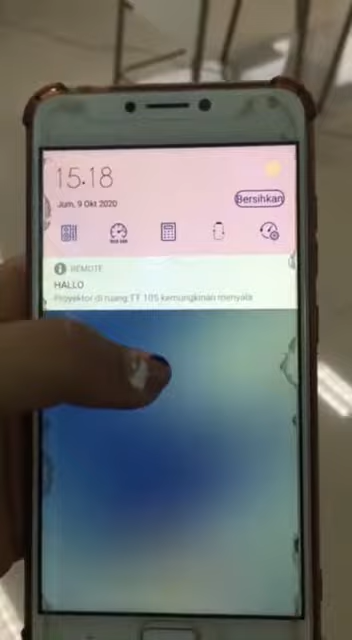 15.18
Jum, 9 Okt 2020
Bersihkan
REMOTE
HALLO
Proyektor di ruang TT 105 kemungkinan menyala